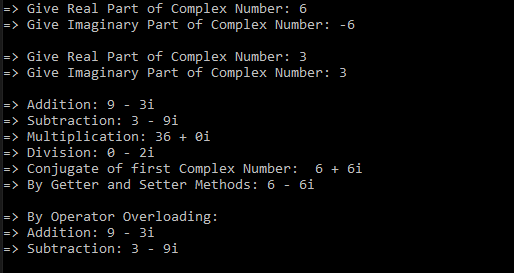 => Give Real Part of Complex Number: 6
=> Give Imaginary Part of Complex Number: -6
=> Give Real Part of Complex Number: 3
=> Give Imaginary Part of Complex Number: 3
=> Addition: 9 - 3i
=> Subtraction: 3 - 9i
=> Multiplication: 36 + 0i
=> Division: 0 - 2i
=> Conjugate of first Complex Number:  6 + 6i
=> By Getter and Setter Methods: 6 - 6i
=> By Operator Overloading:
=> Addition: 9 - 3i
=> Subtraction: 3 - 9i